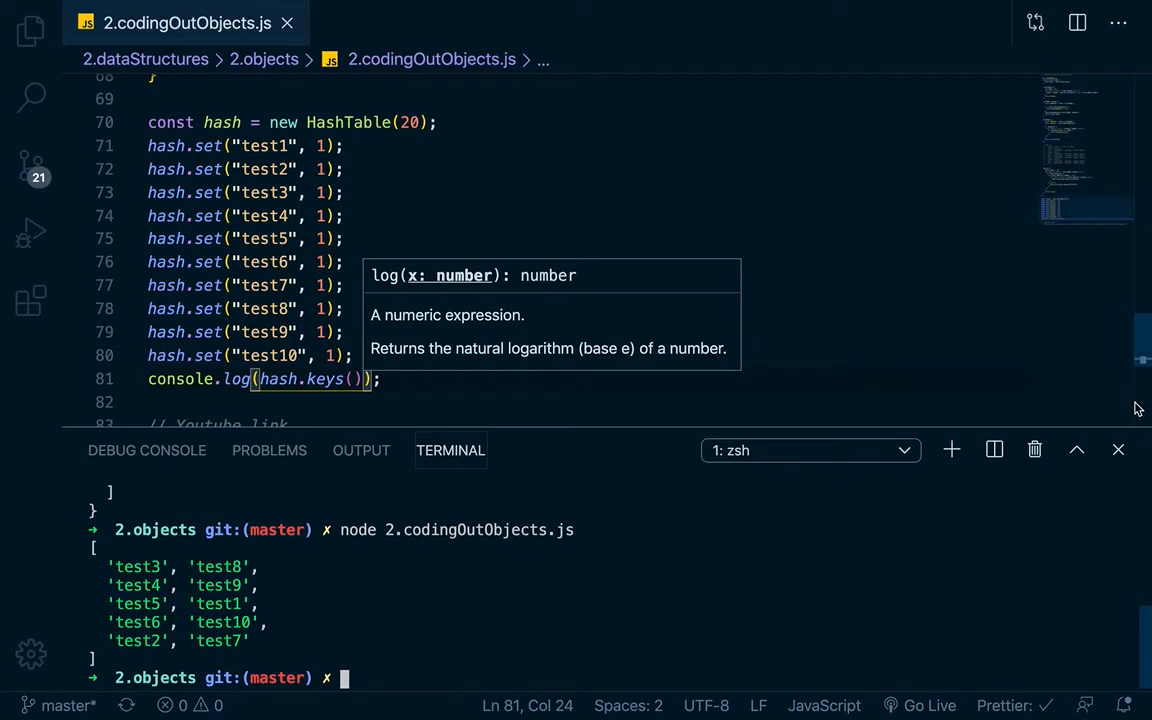 JS 2.codingOutObjects.js
2.dataStructures > 2.objects > JS 2.codingOutObjects.js > ...
68 }
69
70 const hash = new HashTable(20);
71 hash.set("test1", 1);
72 hash.set("test2", 1);
73 hash.set("test3", 1);
74 hash.set("test4", 1);
75 hash.set("test5", 1);
76 hash.set("test6", 1);
77 hash.set("test7", 1);
78 hash.set("test8", 1);
79 hash.set("test9", 1);
80 hash.set("test10", 1);
81 console.log(hash.keys());
82
83 // Youtube link
log(x: number): number
A numeric expression.
Returns the natural logarithm (base e) of a number.
21
DEBUG CONSOLE PROBLEMS OUTPUT TERMINAL 1: zsh
]
}
➜ 2.objects git:(master) ✗ node 2.codingOutObjects.js
[
'test3', 'test8',
'test4', 'test9',
'test5', 'test1',
'test6', 'test10',
'test2', 'test7'
]
➜ 2.objects git:(master) ✗
master* 0 0 Ln 81, Col 24 Spaces: 2 UTF-8 LF JavaScript Go Live Prettier: ✓